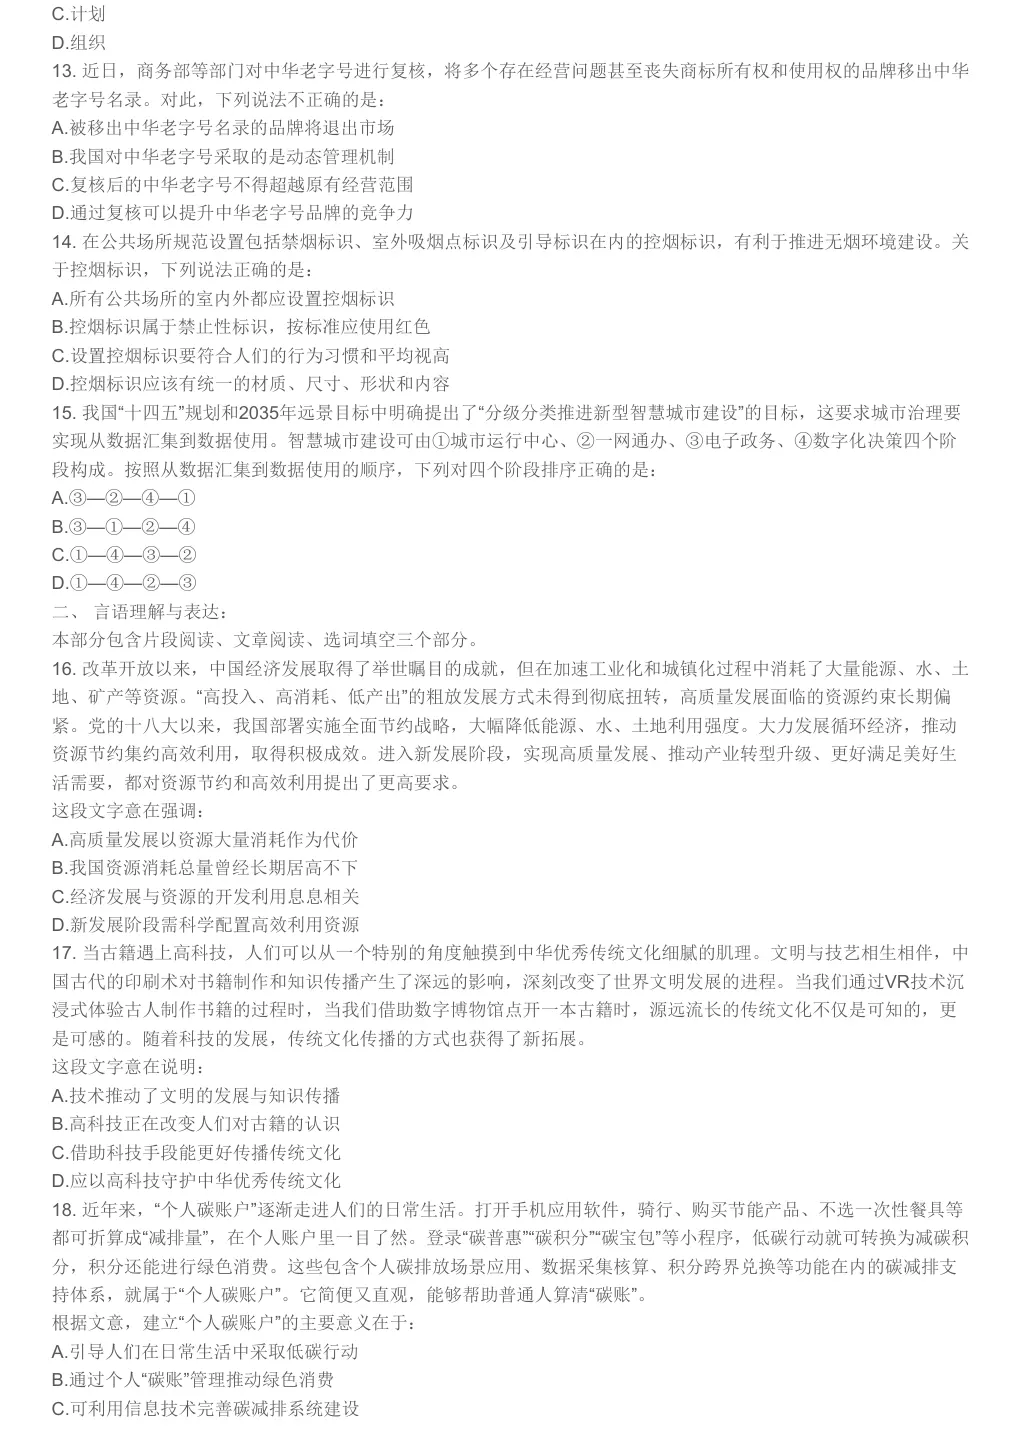 C.计划
D.组织
13. 近日，商务部等部门对中华老字号进行复核，将多个存在经营问题甚至丧失商标所有权和使用权的品牌移出中华
老字号名录。对此，下列说法不正确的是：
A.被移出中华老字号名录的品牌将退出市场
B.我国对中华老字号采取的是动态管理机制
C.复核后的中华老字号不得超越原有经营范围
D.通过复核可以提升中华老字号品牌的竞争力
14. 在公共场所规范设置包括禁烟标识、室外吸烟点标识及引导标识在内的控烟标识，有利于推进无烟环境建设。关
于控烟标识，下列说法正确的是：
A.所有公共场所的室内外都应设置控烟标识
B.控烟标识属于禁止性标识，按标准应使用红色
C.设置控烟标识要符合人们的行为习惯和平均视高
D.控烟标识应该有统一的材质、尺寸、形状和内容
15. 我国“十四五”规划和2035年远景目标中明确提出了“分级分类推进新型智慧城市建设”的目标，这要求城市治理要
实现从数据汇集到数据使用。智慧城市建设可由①城市运行中心、②一网通办、③电子政务、④数字化决策四个阶
段构成。按照从数据汇集到数据使用的顺序，下列对四个阶段排序正确的是：
A.③—②—④—①
B.③—①—②—④
C.①—④—③—②
D.①—④—②—③
二、 言语理解与表达：
本部分包含片段阅读、文章阅读、选词填空三个部分。
16. 改革开放以来，中国经济发展取得了举世瞩目的成就，但在加速工业化和城镇化过程中消耗了大量能源、水、土
地、矿产等资源。“高投入、高消耗、低产出”的粗放发展方式未得到彻底扭转，高质量发展面临的资源约束长期偏
紧。党的十八大以来，我国部署实施全面节约战略，大幅降低能源、水、土地利用强度。大力发展循环经济，推动
资源节约集约高效利用，取得积极成效。进入新发展阶段，实现高质量发展、推动产业转型升级、更好满足美好生
活需要，都对资源节约和高效利用提出了更高要求。
这段文字意在强调：
A.高质量发展以资源大量消耗作为代价
B.我国资源消耗总量曾经长期居高不下
C.经济发展与资源的开发利用息息相关
D.新发展阶段需科学配置高效利用资源
17. 当古籍遇上高科技，人们可以从一个特别的角度触摸到中华优秀传统文化细腻的肌理。文明与技艺相生相伴，中
国古代的印刷术对书籍制作和知识传播产生了深远的影响，深刻改变了世界文明发展的进程。当我们通过VR技术沉
浸式体验古人制作书籍的过程时，当我们借助数字博物馆点开一本古籍时，源远流长的传统文化不仅是可知的，更
是可感的。随着科技的发展，传统文化传播的方式也获得了新拓展。
这段文字意在说明：
A.技术推动了文明的发展与知识传播
B.高科技正在改变人们对古籍的认识
C.借助科技手段能更好传播传统文化
D.应以高科技守护中华优秀传统文化
18. 近年来，“个人碳账户”逐渐走进人们的日常生活。打开手机应用软件，骑行、购买节能产品、不选一次性餐具等
都可折算成“减排量”，在个人账户里一目了然。登录“碳普惠”“碳积分”“碳宝包”等小程序，低碳行动就可转换为减碳积
分，积分还能进行绿色消费。这些包含个人碳排放场景应用、数据采集核算、积分跨界兑换等功能在内的碳减排支
持体系，就属于“个人碳账户”。它简便又直观，能够帮助普通人算清“碳账”。
根据文意，建立“个人碳账户”的主要意义在于：
A.引导人们在日常生活中采取低碳行动
B.通过个人“碳账”管理推动绿色消费
C.可利用信息技术完善碳减排系统建设